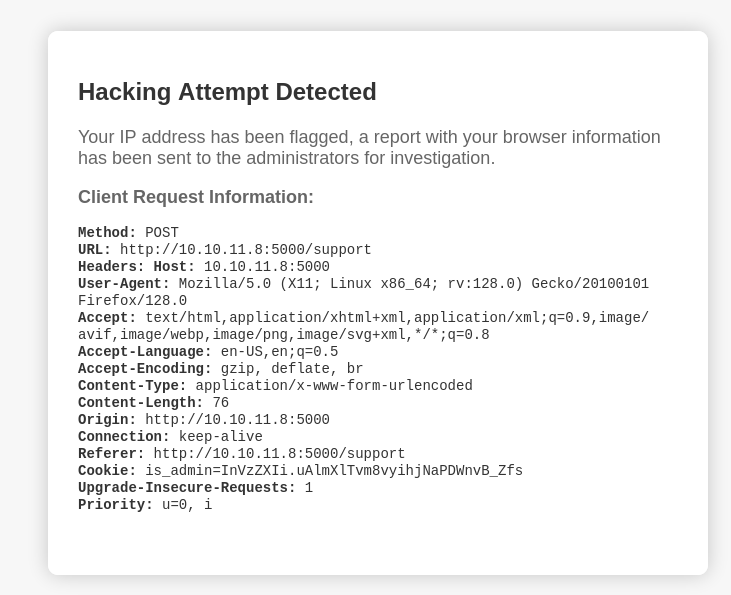 Hacking Attempt Detected
Your IP address has been flagged, a report with your browser information
has been sent to the administrators for investigation.
Client Request Information:
Method: POST
URL: http://10.10.11.8:5000/support
Headers: Host: 10.10.11.8:5000
User-Agent: Mozilla/5.0 (X11; Linux x86_64; rv:128.0) Gecko/20100101
Firefox/128.0
Accept: text/html,application/xhtml+xml,application/xml;q=0.9,image/
avif,image/webp,image/png,image/svg+xml,*/*;q=0.8
Accept-Language: en-US,en;q=0.5
Accept-Encoding: gzip, deflate, br
Content-Type: application/x-www-form-urlencoded
Content-Length: 76
Origin: http://10.10.11.8:5000
Connection: keep-alive
Referer: http://10.10.11.8:5000/support
Cookie: is_admin=InVzZXIi.uAlmXlTvm8vyihjNaPDWnvB_Zfs
Upgrade-Insecure-Requests: 1
Priority: u=0, i